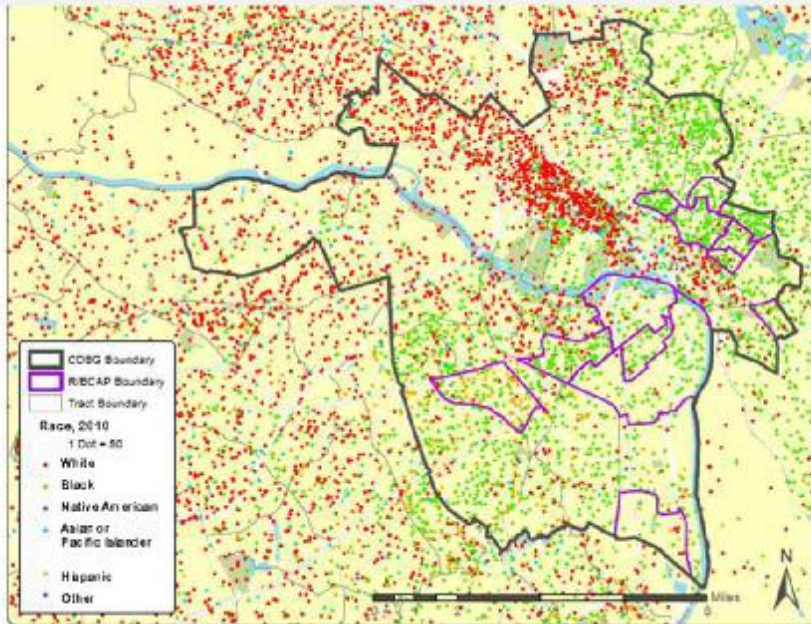 CDBG Boundary
R/ECAP Boundary
Tract Boundary
Race, 2010
1 Dot = 50
White
Black
Native American
Asian or
Pacific Islander
Hispanic
Other
Miles
N